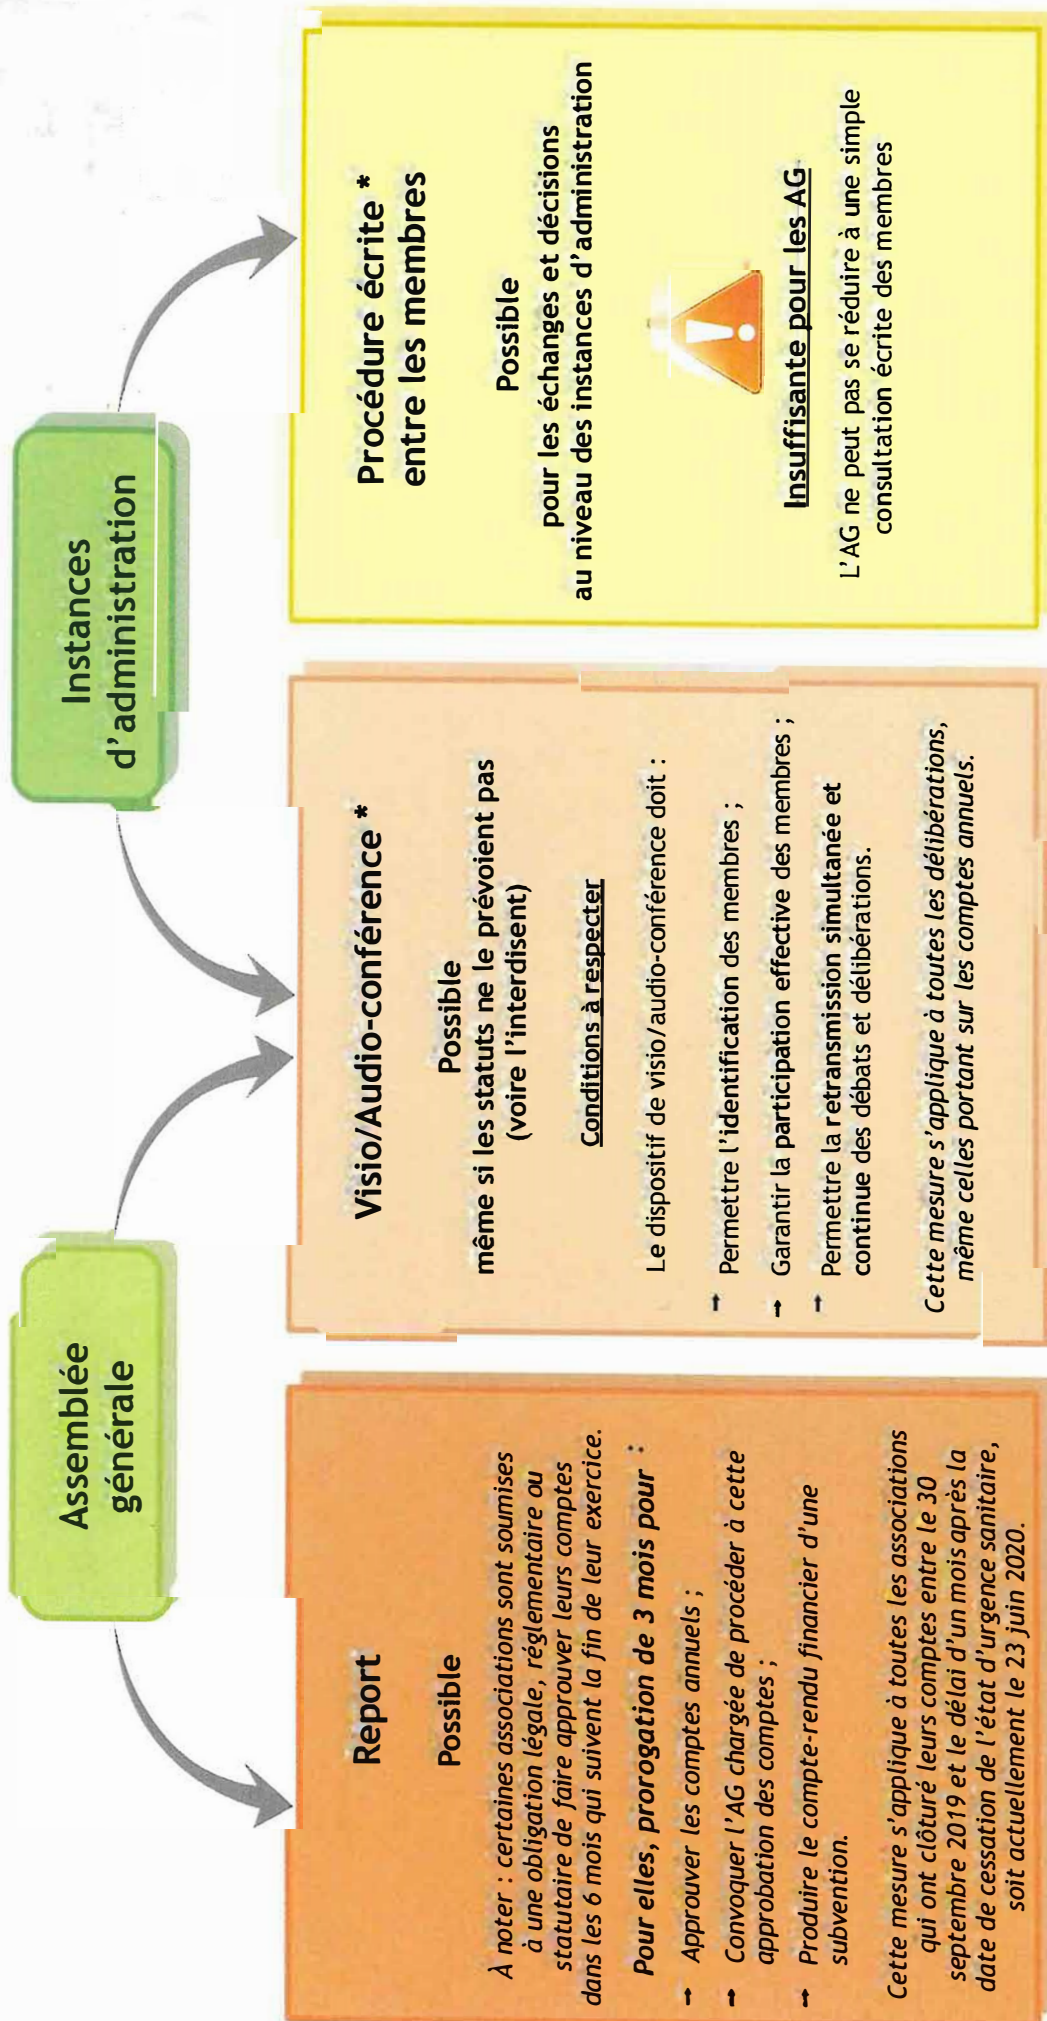 Assemblée
générale
Instances
d'administration
Report
Possible
À noter : certaines associations sont soumises
à une obligation légale, réglementaire ou
statutaire de faire approuver leurs comptes
dans les 6 mois qui suivent la fin de leur exercice.
Pour elles, prorogation de 3 mois pour :
→ Approuver les comptes annuels ;
→ Convoquer l'AG chargée de procéder à cette
approbation des comptes ;
→ Produire le compte-rendu financier d'une
subvention.
Cette mesure s'applique à toutes les associations
qui ont clôturé leurs comptes entre le 30
septembre 2019 et le délai d'un mois après la
date de cessation de l'état d'urgence sanitaire,
soit actuellement le 23 juin 2020.
Visio/Audio-conférence *
Possible
même si les statuts ne le prévoient pas
(voire l'interdisent)
Conditions à respecter
Le dispositif de visio/audio-conférence doit :
→ Permettre l'identification des membres ;
→ Garantir la participation effective des membres ;
→ Permettre la retransmission simultanée et
continue des débats et délibérations.
Cette mesure s'applique à toutes les délibérations,
même celles portant sur les comptes annuels.
Procédure écrite *
entre les membres
Possible
pour les échanges et décisions
au niveau des instances d'administration
Insuffisante pour les AG
L'AG ne peut pas se réduire à une simple
consultation écrite des membres